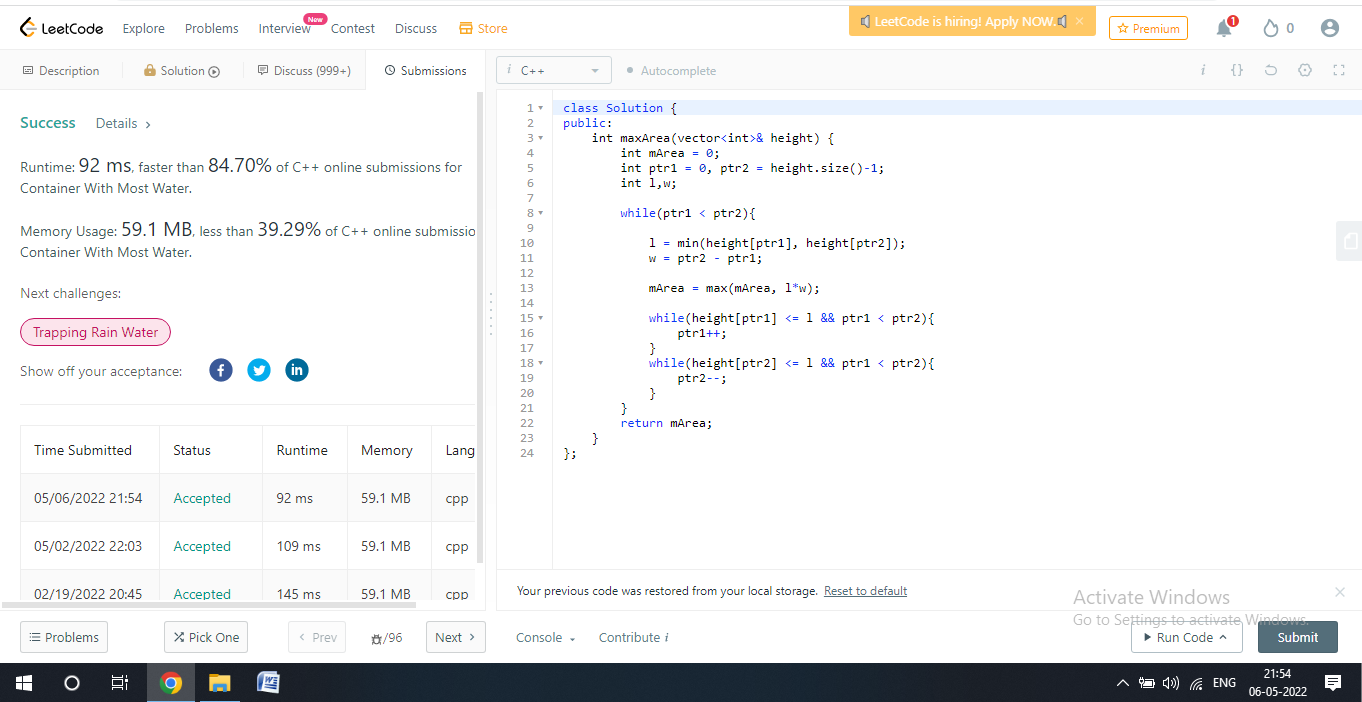 LeetCode Explore Problems Interview New Contest Discuss Store LeetCode is hiring! Apply NOW. × Premium 1 0
Description Solution Discuss (999+) Submissions
i C++ Autocomplete i {}
Success Details >
Runtime: 92 ms, faster than 84.70% of C++ online submissions for
Container With Most Water.
Memory Usage: 59.1 MB, less than 39.29% of C++ online submissio
Container With Most Water.
Next challenges:
Trapping Rain Water
Show off your acceptance: f in
Time Submitted Status Runtime Memory Lang
05/06/2022 21:54 Accepted 92 ms 59.1 MB cpp
05/02/2022 22:03 Accepted 109 ms 59.1 MB cpp
02/19/2022 20:45 Accepted 145 ms 59.1 MB cpp
1 class Solution {
2 public:
3 int maxArea(vector<int>& height) {
4 int mArea = 0;
5 int ptr1 = 0, ptr2 = height.size()-1;
6 int l,w;
7
8 while(ptr1 < ptr2){
9
10 l = min(height[ptr1], height[ptr2]);
11 w = ptr2 - ptr1;
12
13 mArea = max(mArea, l*w);
14
15 while(height[ptr1] <= l && ptr1 < ptr2){
16 ptr1++;
17 }
18 while(height[ptr2] <= l && ptr1 < ptr2){
19 ptr2--;
20 }
21 }
22 return mArea;
23 }
24 };
Your previous code was restored from your local storage. Reset to default ×
Activate Windows
Go to Settings to activate Windows.
Problems Pick One < Prev /96 Next > Console Contribute i Run Code Submit
W ENG 21:54
06-05-2022